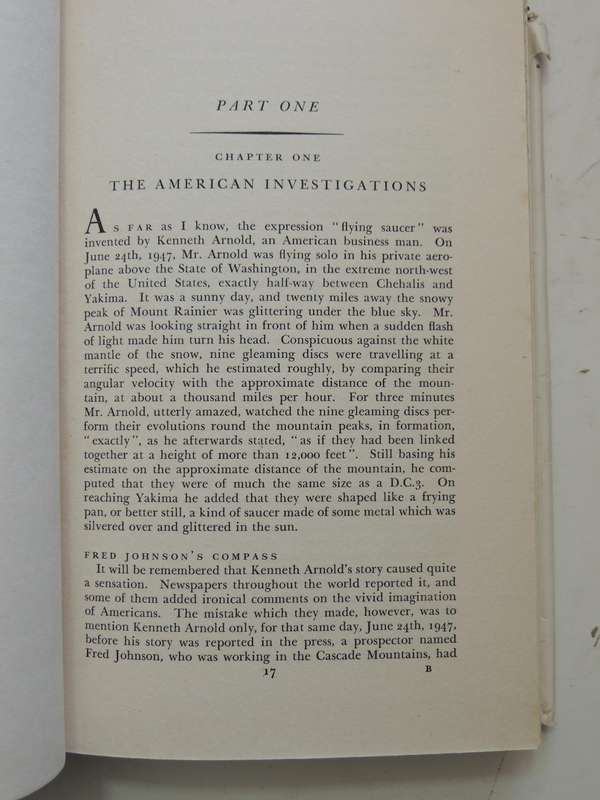 PART ONE
CHAPTER ONE
THE AMERICAN INVESTIGATIONS
AS FAR as I know, the expression "flying saucer" was
invented by Kenneth Arnold, an American business man. On
June 24th, 1947, Mr. Arnold was flying solo in his private aero-
plane above the State of Washington, in the extreme north-west
of the United States, exactly half-way between Chehalis and
Yakima. It was a sunny day, and twenty miles away the snowy
peak of Mount Rainier was glittering under the blue sky. Mr.
Arnold was looking straight in front of him when a sudden flash
of light made him turn his head. Conspicuous against the white
mantle of the snow, nine gleaming discs were travelling at a
terrific speed, which he estimated roughly, by comparing their
angular velocity with the approximate distance of the moun-
tain, at about a thousand miles per hour. For three minutes
Mr. Arnold, utterly amazed, watched the nine gleaming discs per-
form their evolutions round the mountain peaks, in formation,
"exactly", as he afterwards stated, "as if they had been linked
together at a height of more than 12,000 feet". Still basing his
estimate on the approximate distance of the mountain, he com-
puted that they were of much the same size as a D.C.3. On
reaching Yakima he added that they were shaped like a frying
pan, or better still, a kind of saucer made of some metal which was
silvered over and glittered in the sun.
FRED JOHNSON'S COMPASS
It will be remembered that Kenneth Arnold's story caused quite
a sensation. Newspapers throughout the world reported it, and
some of them added ironical comments on the vivid imagination
of Americans. The mistake which they made, however, was to
mention Kenneth Arnold only, for that same day, June 24th, 1947,
before his story was reported in the press, a prospector named
Fred Johnson, who was working in the Cascade Mountains, had
17 B